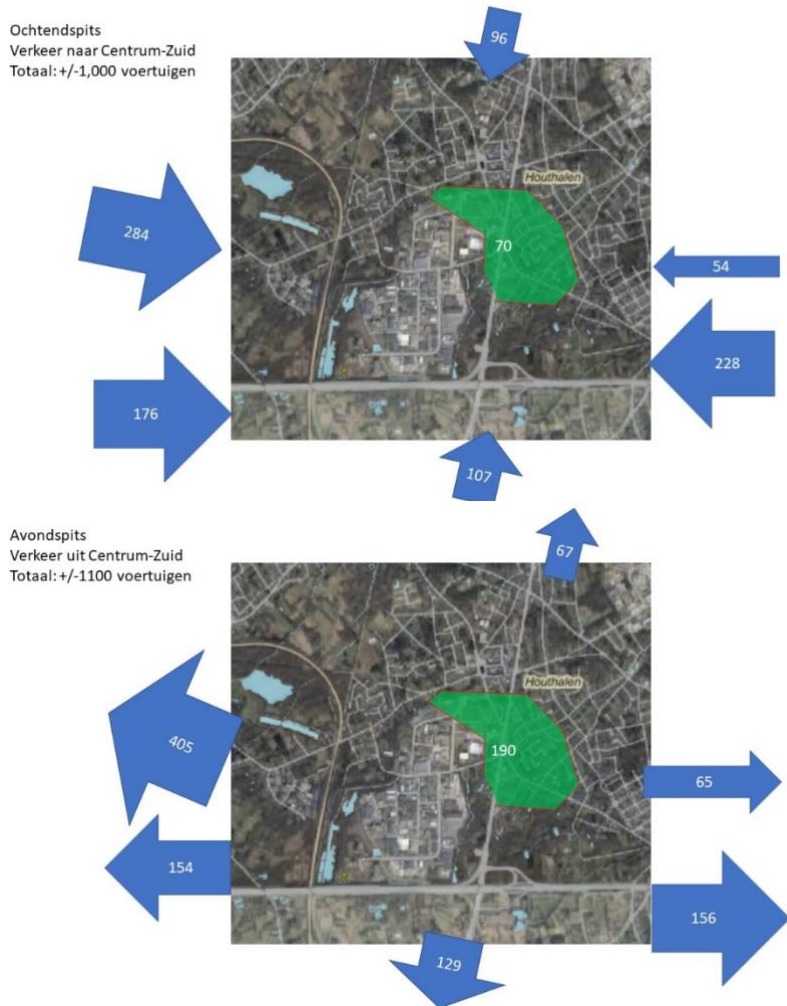 Ochtendspits
Verkeer naar Centrum-Zuid
Totaal: +/-1,000 voertuigen
96
284
Houthalen
70
54
228
176
107
Avondspits
Verkeer uit Centrum-Zuid
Totaal: +/-1100 voertuigen
67
Houthalen
405
190
65
154
156
129